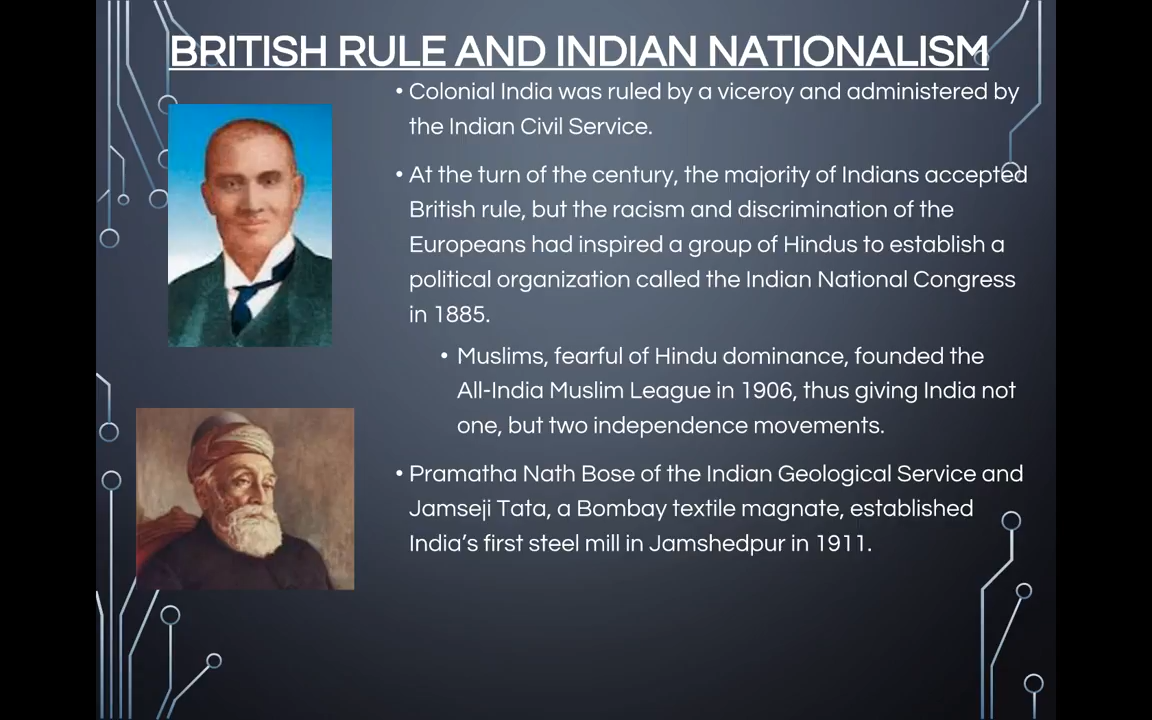 BRITISH RULE AND INDIAN NATIONALISM
• Colonial India was ruled by a viceroy and administered by
the Indian Civil Service.
• At the turn of the century, the majority of Indians accepted
British rule, but the racism and discrimination of the
Europeans had inspired a group of Hindus to establish a
political organization called the Indian National Congress
in 1885.
• Muslims, fearful of Hindu dominance, founded the
All-India Muslim League in 1906, thus giving India not
one, but two independence movements.
• Pramatha Nath Bose of the Indian Geological Service and
Jamseji Tata, a Bombay textile magnate, established
India's first steel mill in Jamshedpur in 1911.